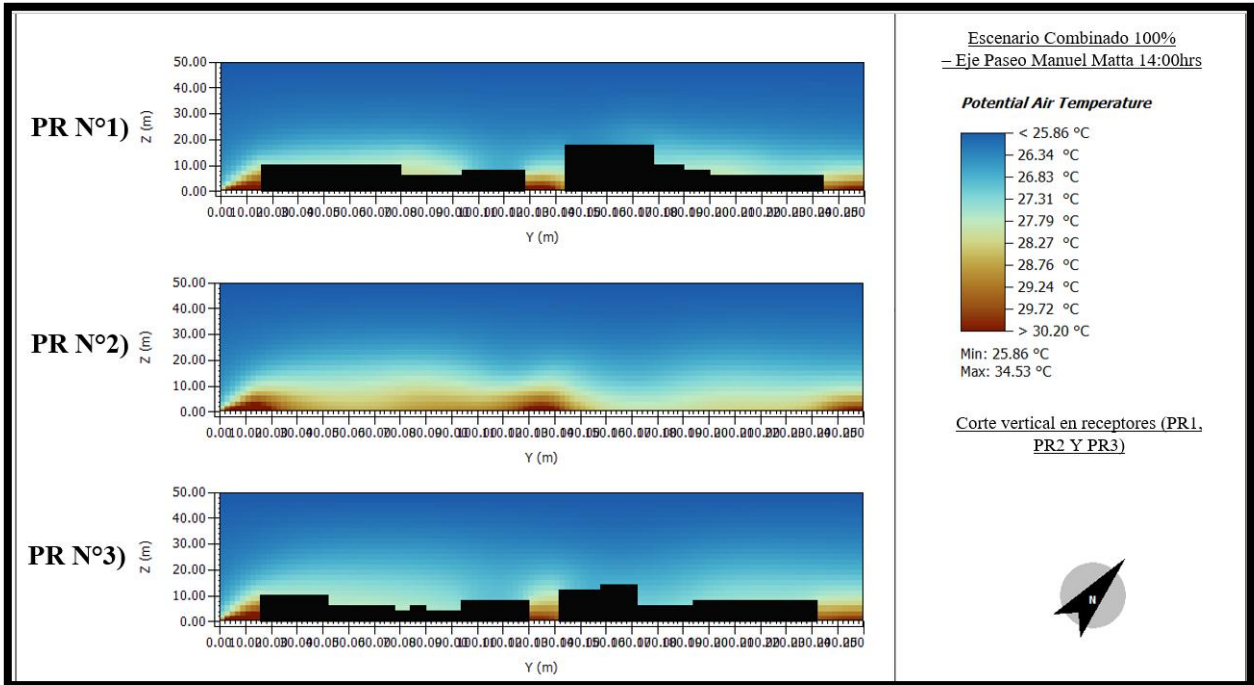 PR N°1)
Z (m)
50.00
40.00
30.00
20.00
10.00
0.00
Y (m)
PR N°2)
Z (m)
50.00
40.00
30.00
20.00
10.00
0.00
Y (m)
PR N°3)
Z (m)
50.00
40.00
30.00
20.00
10.00
0.00
Y (m)
Escenario Combinado 100%
– Eje Paseo Manuel Matta 14:00hrs
Potential Air Temperature
< 25.86 °C
26.34 °C
26.83 °C
27.31 °C
27.79 °C
28.27 °C
28.76 °C
29.24 °C
29.72 °C
> 30.20 °C
Min: 25.86 °C
Max: 34.53 °C
Corte vertical en receptores (PR1,
PR2 Y PR3)
N